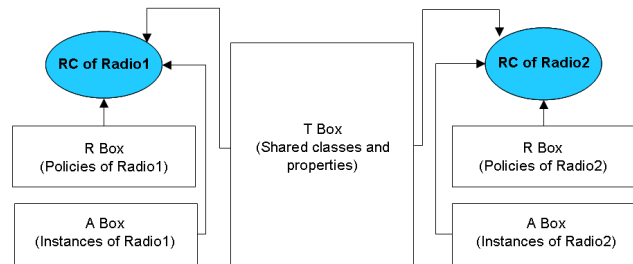 RC of Radio1
RC of Radio2
T Box
(Shared classes and
properties)
R Box
(Policies of Radio1)
R Box
(Policies of Radio2)
A Box
(Instances of Radio1)
A Box
(Instances of Radio2)